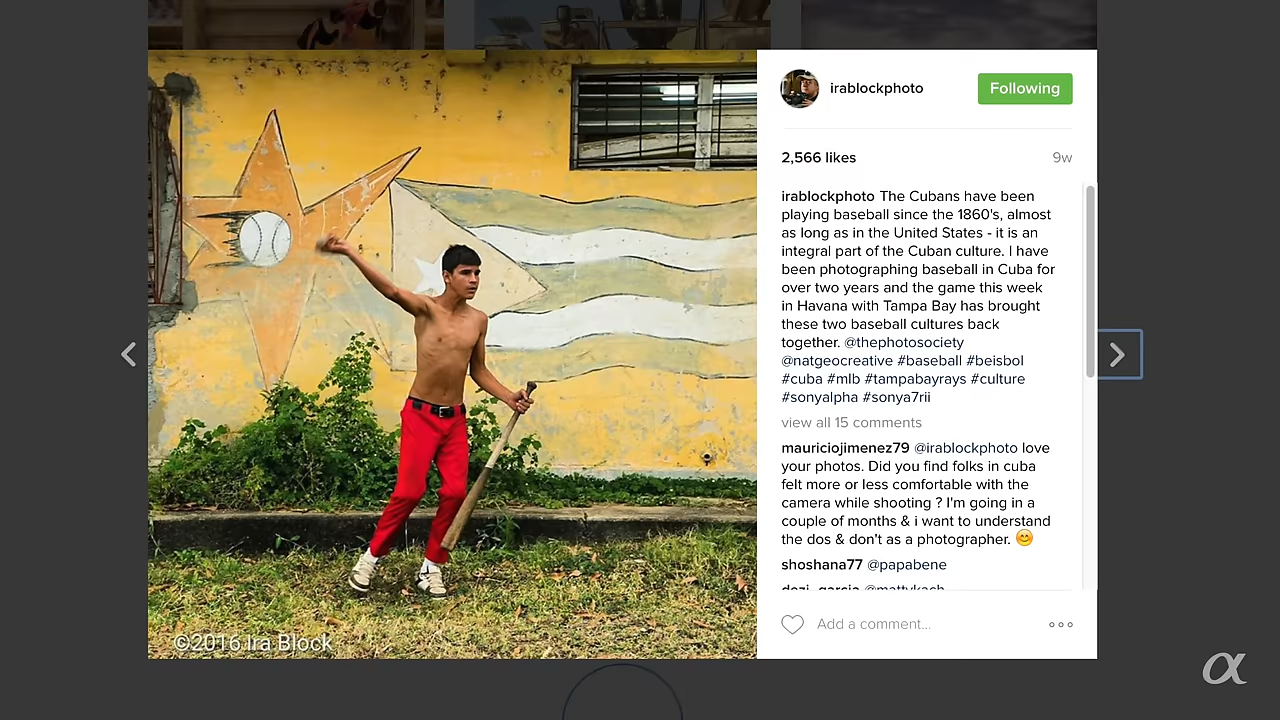 irablockphoto
Following
2,566 likes
9w
irablockphoto The Cubans have been
playing baseball since the 1860's, almost
as long as in the United States - it is an
integral part of the Cuban culture. I have
been photographing baseball in Cuba for
over two years and the game this week
in Havana with Tampa Bay has brought
these two baseball cultures back
together. @thephotosociety
@natgeocreative #baseball #beisbol
#cuba #mlb #tampabayrays #culture
#sonyalpha #sonya7rii
view all 15 comments
mauriciojimenez79 @irablockphoto love
your photos. Did you find folks in cuba
felt more or less comfortable with the
camera while shooting ? I'm going in a
couple of months & i want to understand
the dos & don't as a photographer. 😊
shoshana77 @papabene
Add a comment...
©2016 Ira Block
α